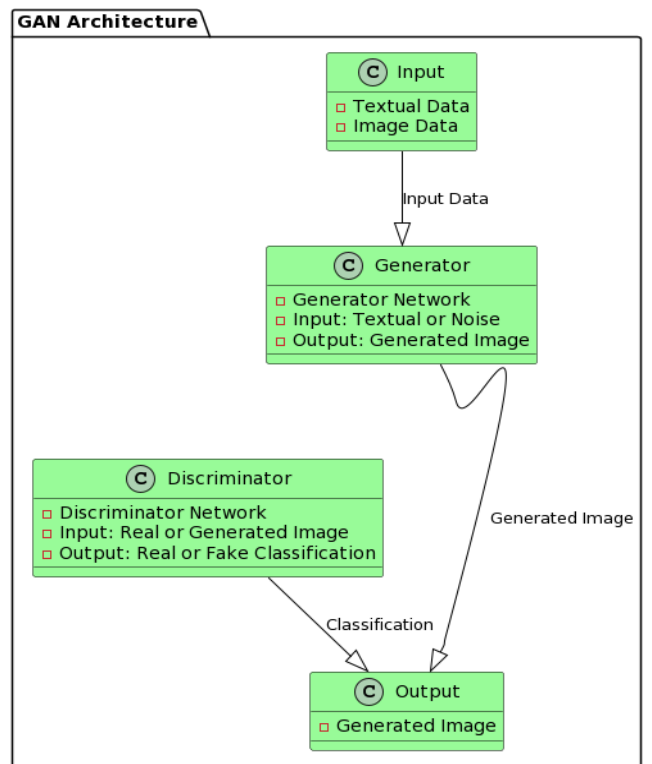 GAN Architecture
C Input
Textual Data
Image Data
Input Data
C Generator
Generator Network
Input: Textual or Noise
Output: Generated Image
C Discriminator
Discriminator Network
Input: Real or Generated Image
Output: Real or Fake Classification
Generated Image
Classification
C Output
Generated Image